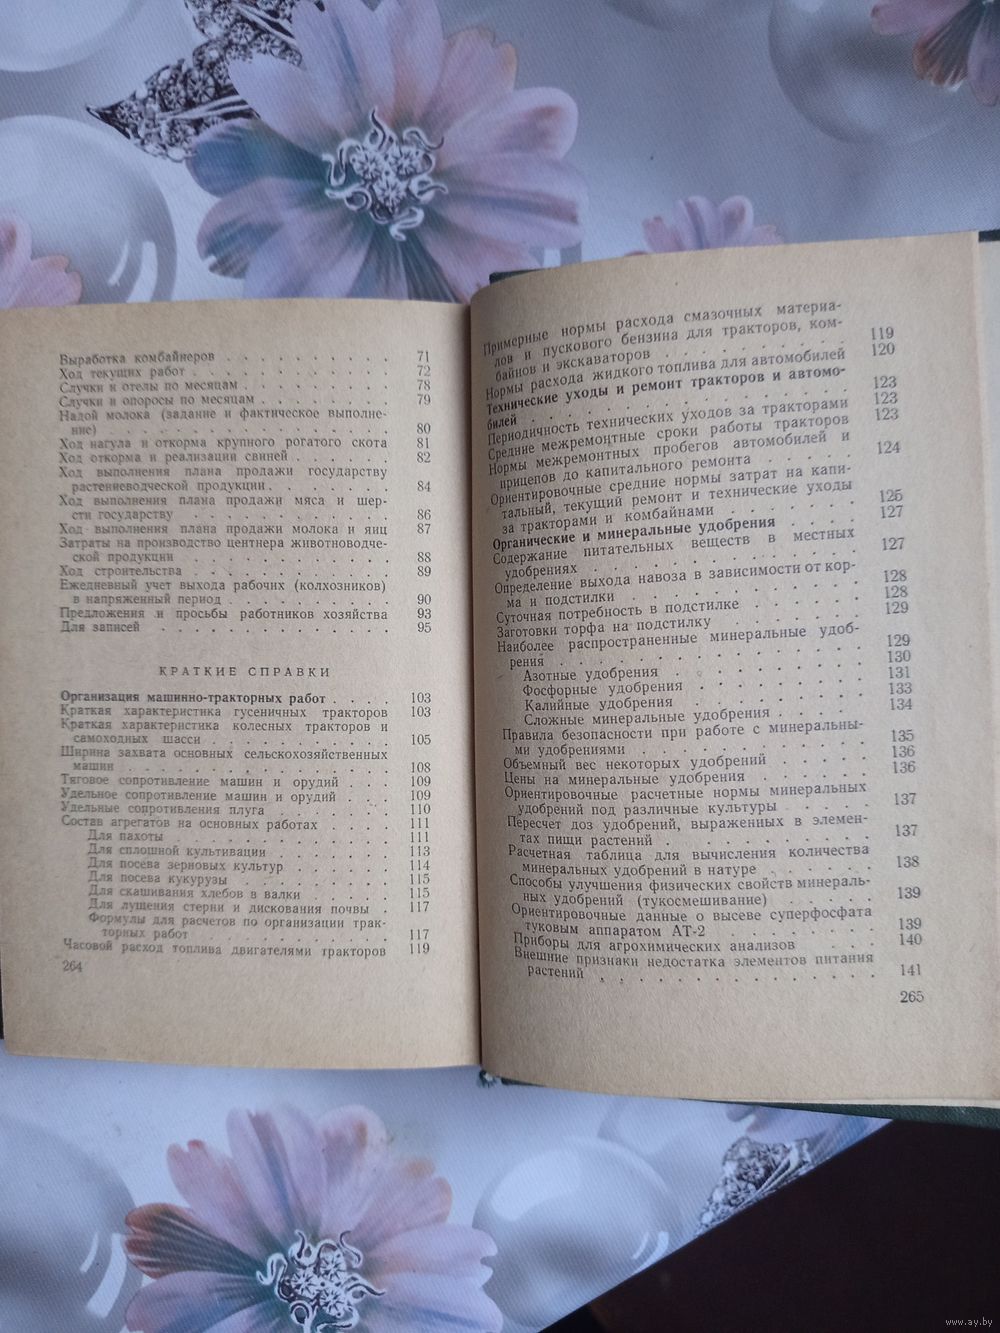 Выработка комбайнеров . . . . . . . . . . 71
Ход текущих работ . . . . . . . . . . . . 72
Случки и отелы по месяцам . . . . . . . . . 78
Случки и опоросы по месяцам . . . . . . . . 79
Надой молока (задание и фактическое выполне-
ние) . . . . . . . . . . . . . . . . 80
Ход нагула и откорма крупного рогатого скота 81
Ход откорма и реализации свиней . . . . . . 82
Ход выполнения плана продажи государству
растениеводческой продукции . . . . . . . 84
Ход выполнения плана продажи мяса и шер-
сти государству . . . . . . . . . . . 86
Ход выполнения плана продажи молока и яиц 87
Затраты на производство центнера животноводче-
ской продукции . . . . . . . . . . . 88
Ход строительства . . . . . . . . . . . . 89
Ежедневный учет выхода рабочих (колхозников)
в напряженный период . . . . . . . . . 90
Предложения и просьбы работников хозяйства 93
Для записей . . . . . . . . . . . . . . 95
КРАТКИЕ СПРАВКИ
Организация машинно-тракторных работ . . . . 103
Краткая характеристика гусеничных тракторов 103
Краткая характеристика колесных тракторов и
самоходных шасси . . . . . . . . . . 105
Ширина захвата основных сельскохозяйственных
машин . . . . . . . . . . . . . . . 108
Тяговое сопротивление машин и орудий . . . 109
Удельное сопротивление машин и орудий . . . 109
Удельные сопротивления плуга . . . . . . . 110
Состав агрегатов на основных работах . . . . 111
Для пахоты . . . . . . . . . . . . . 111
Для сплошной культивации . . . . . . . 113
Для посева зерновых культур . . . . . . 114
Для посева кукурузы . . . . . . . . . 115
Для скашивания хлебов в валки . . . . . 115
Для лущения стерни и дискования почвы . 117
Формулы для расчетов по организации трак-
торных работ . . . . . . . . . . . 117
Часовой расход топлива двигателями тракторов 119
264
Примерные нормы расхода смазочных материа-
лов и пускового бензина для тракторов, ком-
байнов и экскаваторов . . . . . . . . . 119
Нормы расхода жидкого топлива для автомобилей 120
Технические уходы и ремонт тракторов и автомо-
билей . . . . . . . . . . . . . . . 123
Периодичность технических уходов за тракторами 123
Средние межремонтные сроки работы тракторов 123
Нормы межремонтных пробегов автомобилей и
прицепов до капитального ремонта . . . . . 124
Ориентировочные средние нормы затрат на капи-
тальный, текущий ремонт и технические уходы
за тракторами и комбайнами . . . . . . . 125
Органические и минеральные удобрения . . . . 127
Содержание питательных веществ в местных
удобрениях . . . . . . . . . . . . . 127
Определение выхода навоза в зависимости от кор-
ма и подстилки . . . . . . . . . . . 128
Суточная потребность в подстилке . . . . . . 128
Заготовки торфа на подстилку . . . . . . . 129
Наиболее распространенные минеральные удоб-
рения . . . . . . . . . . . . . . . 129
Азотные удобрения . . . . . . . . . . 130
Фосфорные удобрения . . . . . . . . . 131
Калийные удобрения . . . . . . . . . . 133
Сложные минеральные удобрения . . . . . 134
Правила безопасности при работе с минеральны-
ми удобрениями . . . . . . . . . . . 135
Объемный вес некоторых удобрений . . . . . 136
Цены на минеральные удобрения . . . . . . 136
Ориентировочные расчетные нормы минеральных
удобрений под различные культуры . . . . . 137
Пересчет доз удобрений, выраженных в элемен-
тах пищи растений . . . . . . . . . . 137
Расчетная таблица для вычисления количества
минеральных удобрений в натуре . . . . . . 138
Способы улучшения физических свойств минераль-
ных удобрений (тукосмешивание) . . . . . 139
Ориентировочные данные о высеве суперфосфата
туковым аппаратом АТ-2 . . . . . . . . 139
Приборы для агрохимических анализов . . . . 140
Внешние признаки недостатка элементов питания
растений . . . . . . . . . . . . . 141
265
www.ay.by